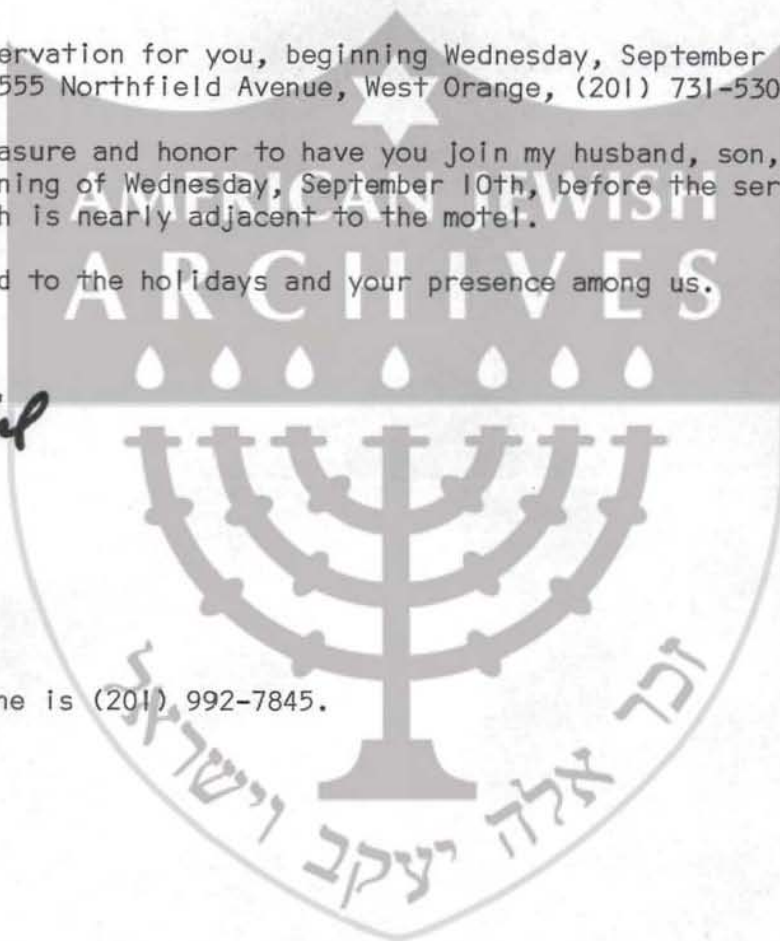 ervation for you, beginning Wednesday, September
555 Northfield Avenue, West Orange, (201) 731-530
asure and honor to have you join my husband, son,
ning of Wednesday, September 10th, before the ser
h is nearly adjacent to the motel.
d to the holidays and your presence among us.
AMERICAN JEWISH
ARCHIVES
ne is (201) 992-7845.
זכר אלה יעקב וישראל